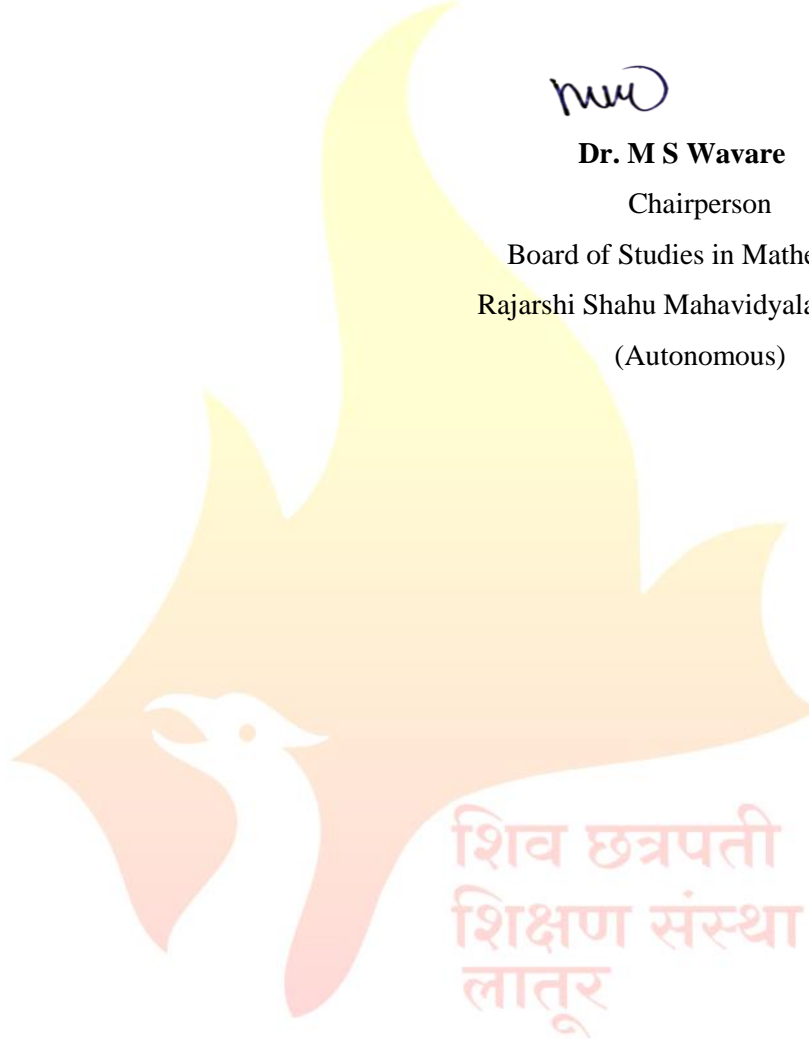 Dr. M S Wavare
Chairperson
Board of Studies in Mathe
Rajarshi Shahu Mahavidyala
(Autonomous)
शिव छत्रपती
शिक्षण संस्था
लातूर